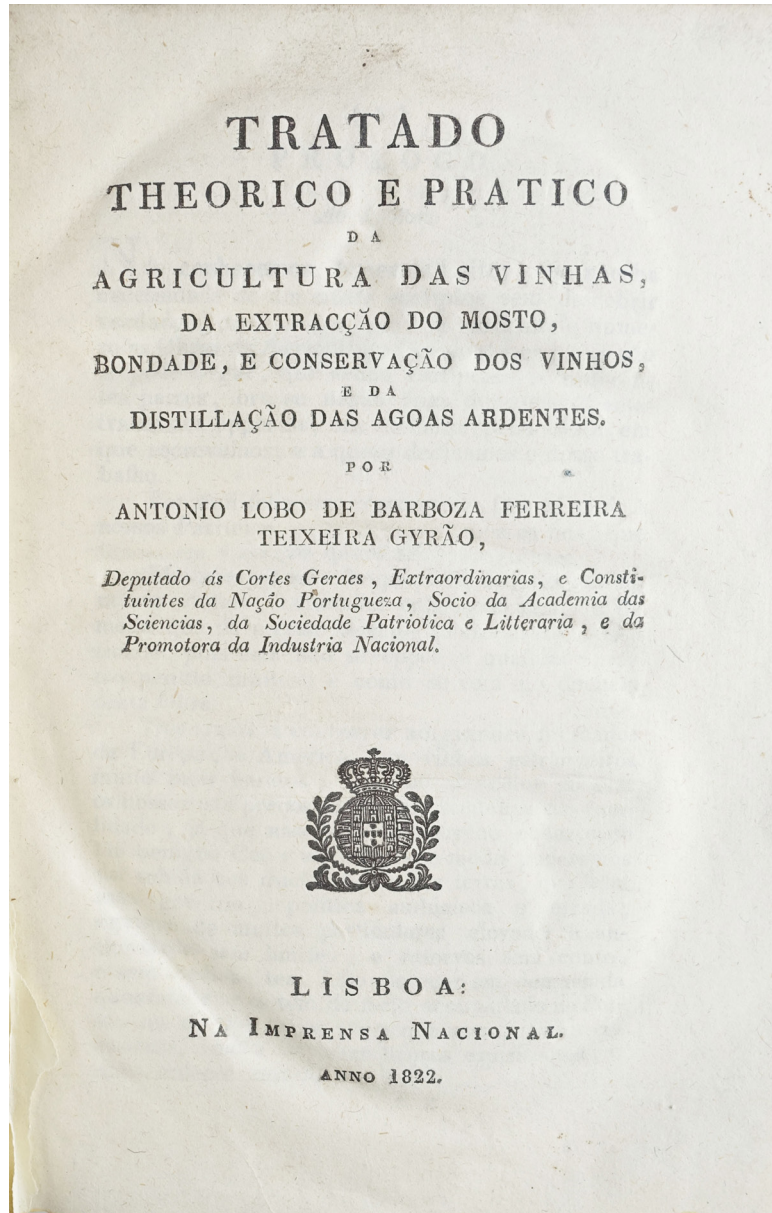 TRATADO
THEORICO E PRATICO
DA
AGRICULTURA DAS VINHAS,
DA EXTRACÇÃO DO MOSTO,
BONDADE, E CONSERVAÇÃO DOS VINHOS,
E DA
DISTILLAÇÃO DAS AGOAS ARDENTES.
POR
ANTONIO LOBO DE BARBOZA FERREIRA
TEIXEIRA GYRÃO,
Deputado ás Cortes Geraes, Extraordinarias, e Consti-
tuintes da Nação Portugueza, Socio da Academia das
Sciencias, da Sociedade Patriotica e Litteraria, e da
Promotora da Industria Nacional.
LISBOA:
NA IMPRENSA NACIONAL.
ANNO 1822.